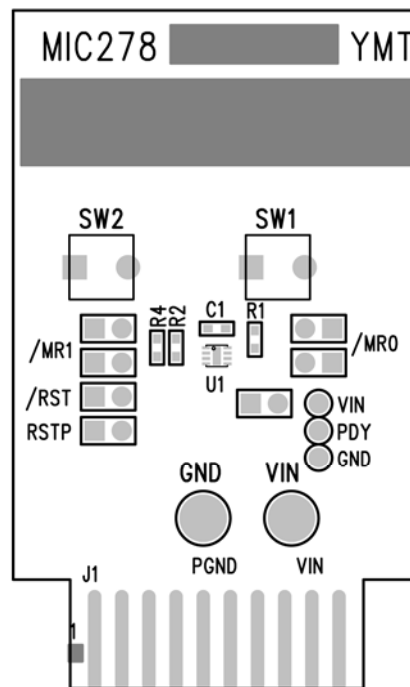 MIC278 YMT
SW2 SW1
R4 R2 C1 R1
/MR1 /MR0
U1
/RST VIN
RSTP PDY
GND
GND VIN
PGND VIN
J1
1